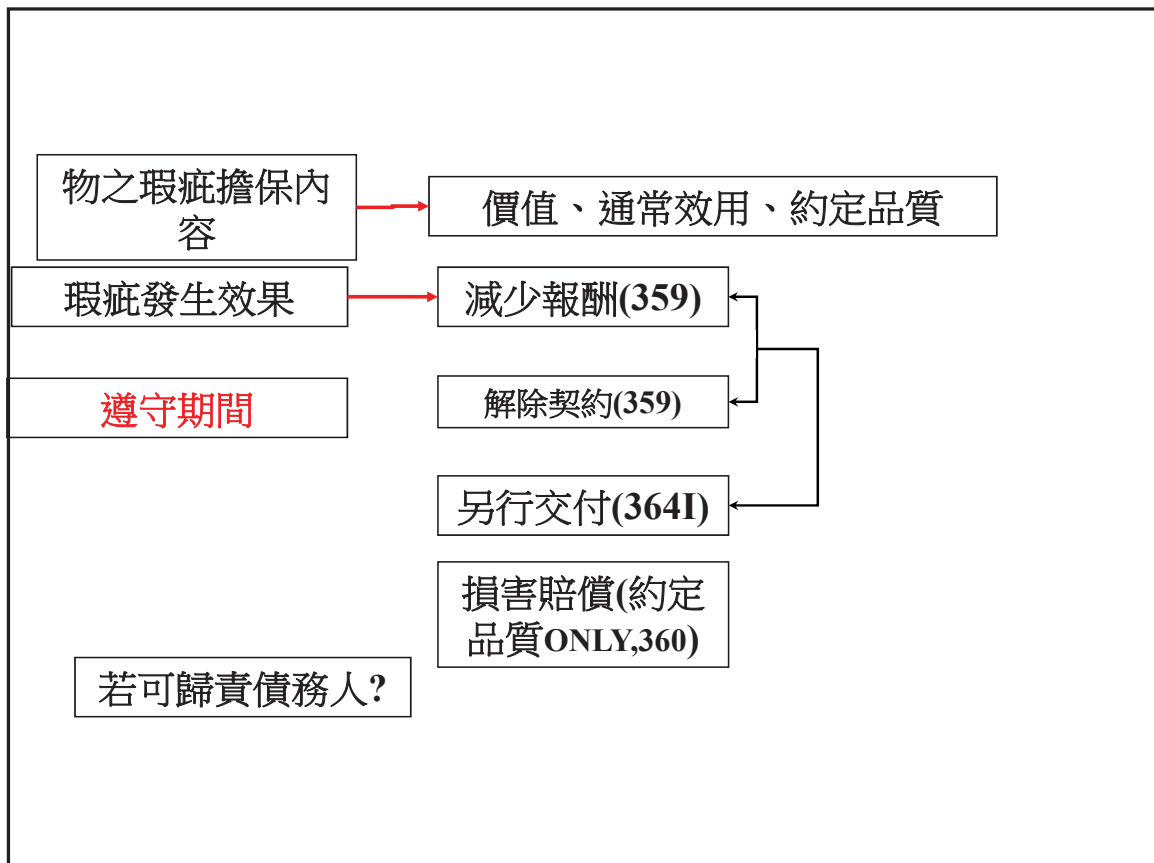 物之瑕疵擔保內
容
價值、通常效用、約定品質
瑕疵發生效果
減少報酬(359)
遵守期間
解除契約(359)
另行交付(364I)
損害賠償(約定
品質ONLY,360)
若可歸責債務人?